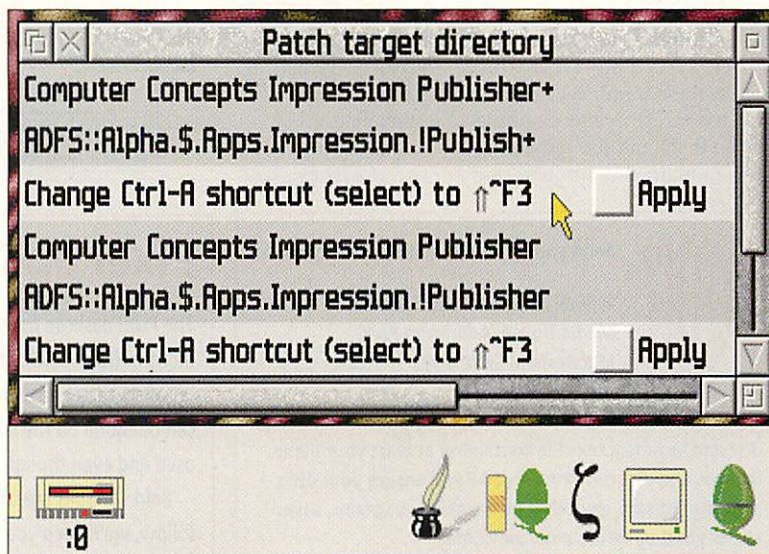 Patch target directory
Computer Concepts Impression Publisher+
ADFS::Alpha.$.Apps.Impression.!Publish+
Change Ctrl-A shortcut (select) to ⇑^F3 Apply
Computer Concepts Impression Publisher
ADFS::Alpha.$.Apps.Impression.!Publisher
Change Ctrl-A shortcut (select) to ⇑^F3 Apply
:0